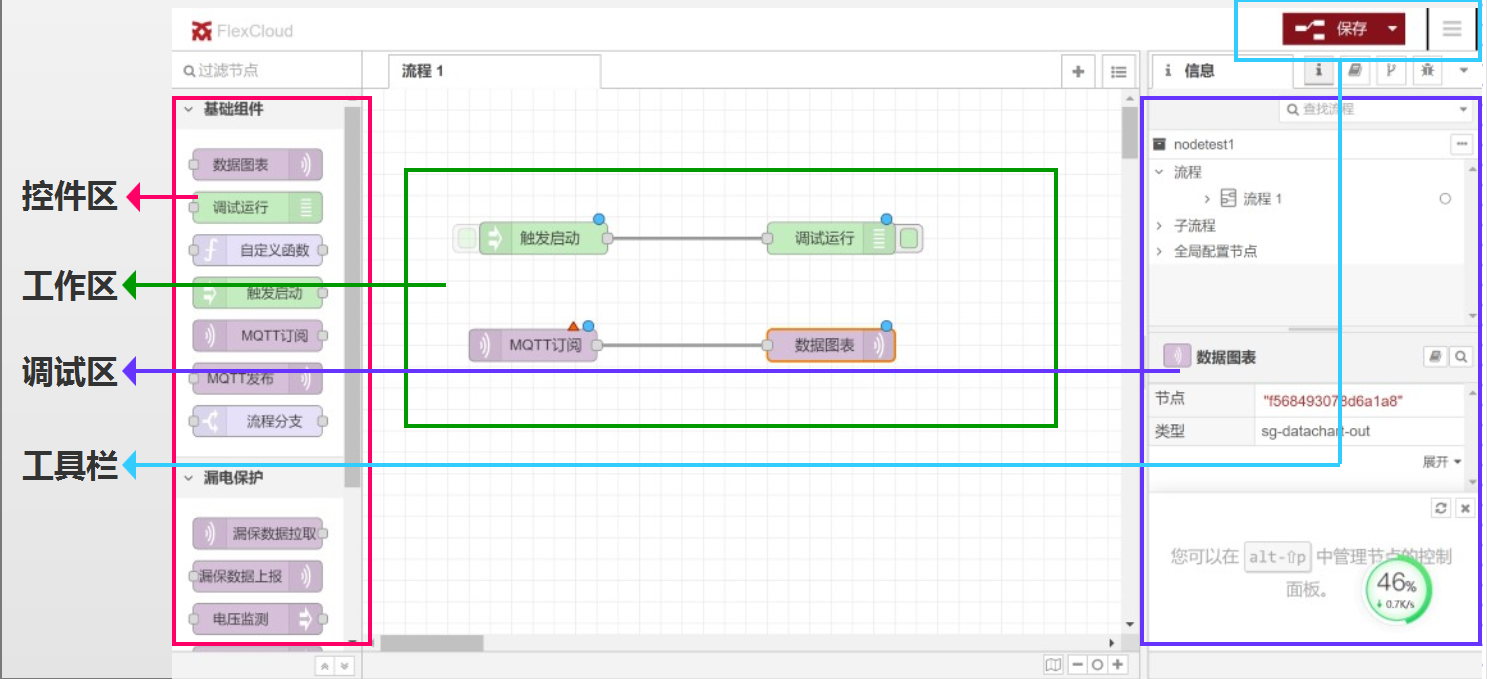 FlexCloud
保存
过滤节点
流程 1
信息
基础组件
查找流程
数据图表
nodetest1
流程
控件区
调试运行
流程 1
触发启动
调试运行
子流程
自定义函数
全局配置节点
工作区
触发启动
MQTT订阅
MQTT订阅
数据图表
数据图表
调试区
MQTT发布
节点
"f568493078d6a1a8"
流程分支
类型
sg-datachart-out
工具栏
展开
漏电保护
漏保数据拉取
您可以在 alt-⇧p 中管理节点的控制
面板。
漏保数据上报
46%
0.7K/s
电压监测